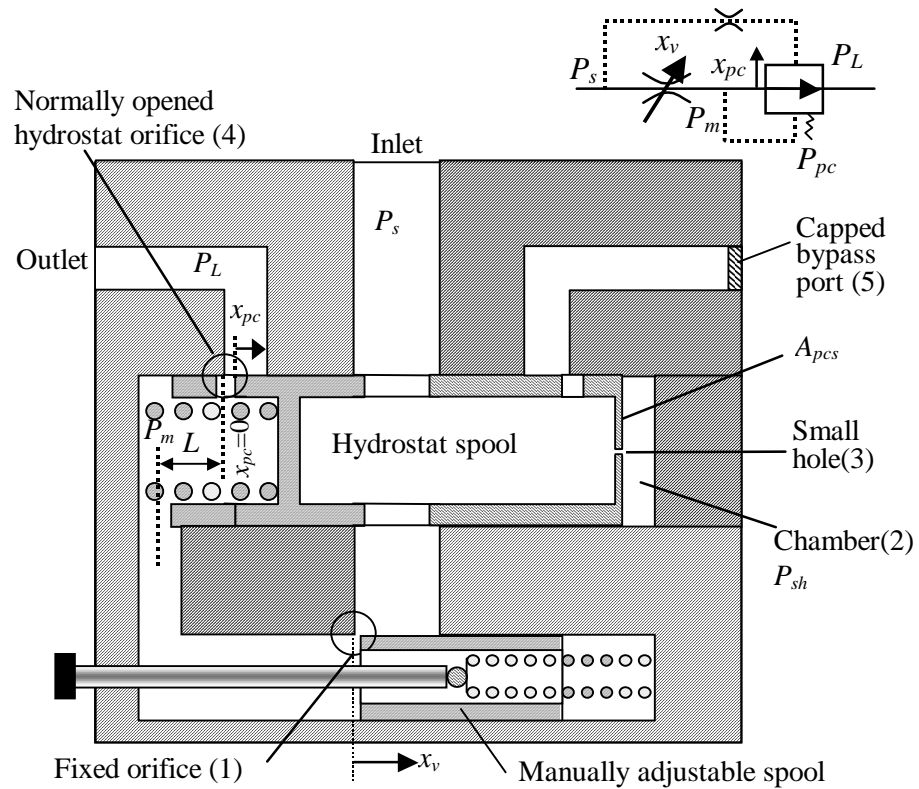 x_v
x_pc
P_L
P_s
P_m
P_pc
Normally opened
hydrostat orifice (4)
Inlet
P_s
Capped
bypass
port (5)
Outlet
P_L
x_pc
A_pcs
P_m
L
x_pc=0
Hydrostat spool
Small
hole(3)
Chamber(2)
P_sh
Fixed orifice (1)
x_v
Manually adjustable spool